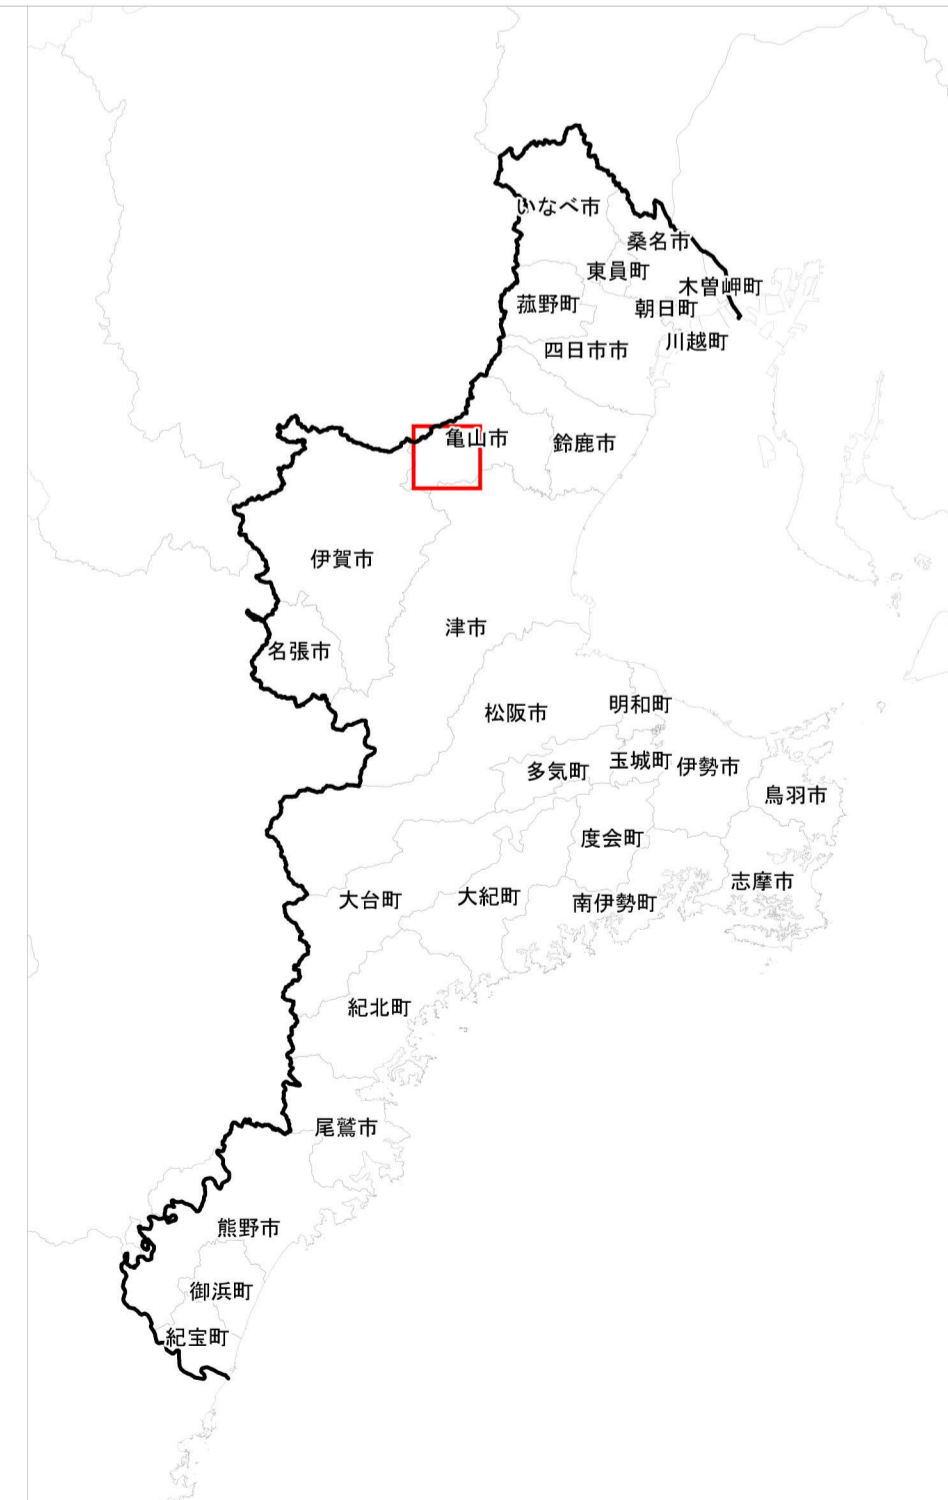 いなべ市
桑名市
東員町
木曽岬町
菰野町
朝日町
川越町
四日市市
亀山市
鈴鹿市
伊賀市
津市
名張市
松阪市
明和町
多気町
玉城町
伊勢市
鳥羽市
度会町
志摩市
大台町
大紀町
南伊勢町
紀北町
尾鷲市
熊野市
御浜町
紀宝町